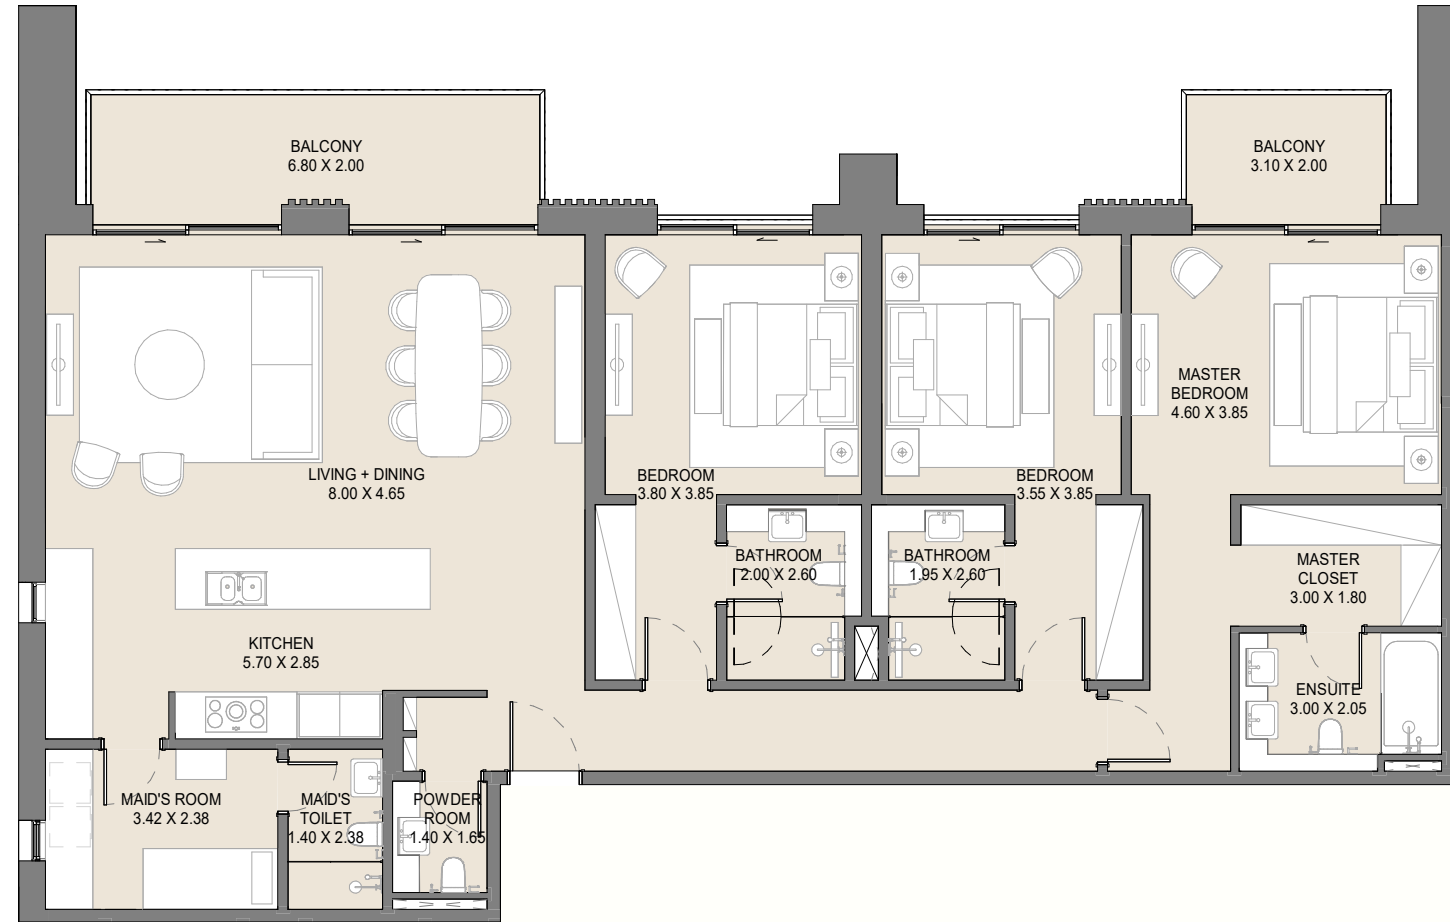 BALCONY
6.80 X 2.00
BALCONY
3.10 X 2.00
LIVING + DINING
8.00 X 4.65
BEDROOM
3.80 X 3.85
BEDROOM
3.55 X 3.85
MASTER
BEDROOM
4.60 X 3.85
BATHROOM
2.00 X 2.60
BATHROOM
1.95 X 2.60
MASTER
CLOSET
3.00 X 1.80
KITCHEN
5.70 X 2.85
ENSUITE
3.00 X 2.05
MAID'S ROOM
3.42 X 2.38
MAID'S
TOILET
1.40 X 2.38
POWDER
ROOM
1.40 X 1.65